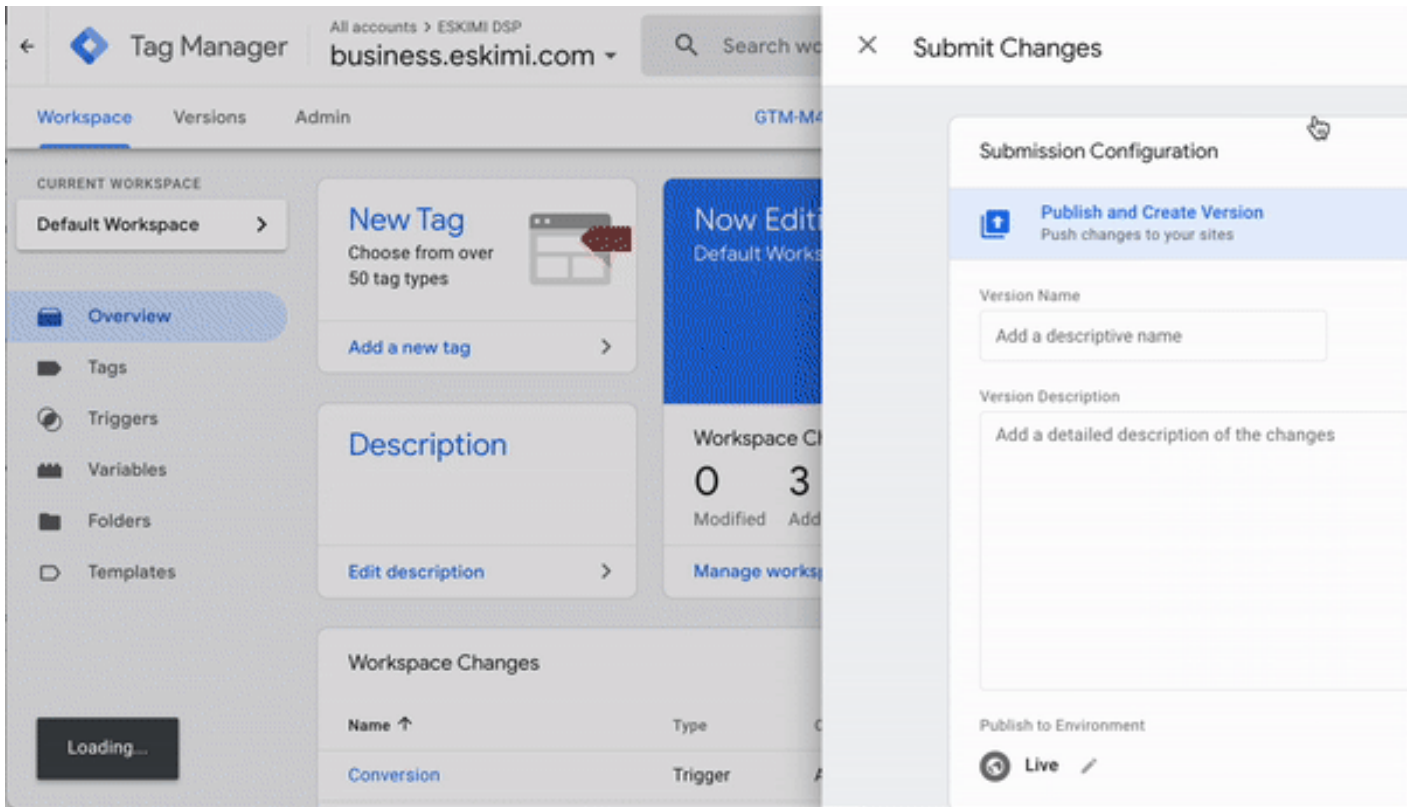 Tag Manager
All accounts > ESKIMI DSP
business.eskimi.com
Search
Workspace
Versions
Admin
GTM-M4
CURRENT WORKSPACE
Default Workspace
Overview
Tags
Triggers
Variables
Folders
Templates
Loading...
New Tag
Choose from over
50 tag types
Add a new tag
Description
Edit description
Now Editi
Default Works
Workspace Ch
0 3
Modified Add
Manage worksp
Workspace Changes
Name Type
Conversion Trigger
Submit Changes
Submission Configuration
Publish and Create Version
Push changes to your sites
Version Name
Add a descriptive name
Version Description
Add a detailed description of the changes
Publish to Environment
Live